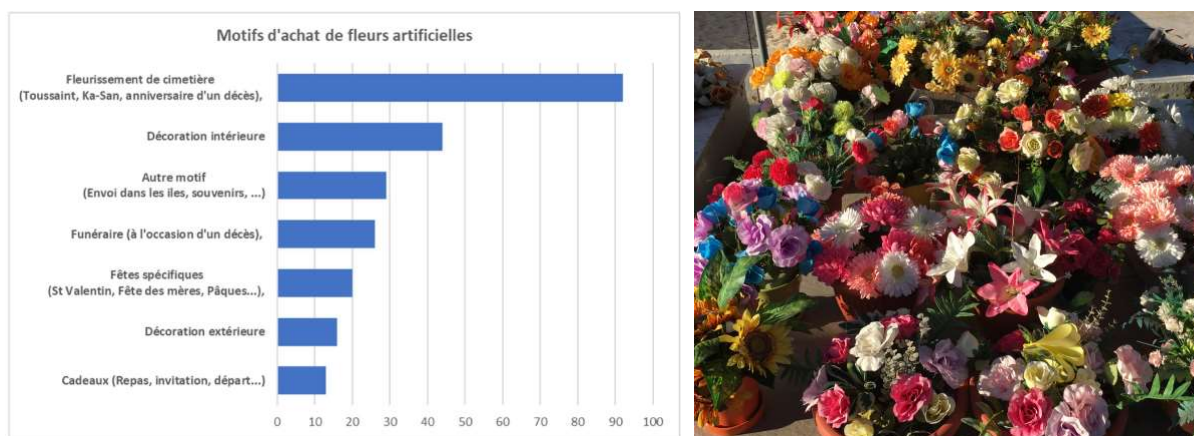 Motifs d'achat de fleurs artificielles
Fleurissement de cimetière
(Toussaint, Ka-San, anniversaire d'un décès),
Décoration intérieure
Autre motif
(Envoi dans les îles, souvenirs, ...)
Funéraire (à l'occasion d'un décès),
Fêtes spécifiques
(St Valentin, Fête des mères, Pâques...),
Décoration extérieure
Cadeaux (Repas, invitation, départ...)
0 10 20 30 40 50 60 70 80 90 100